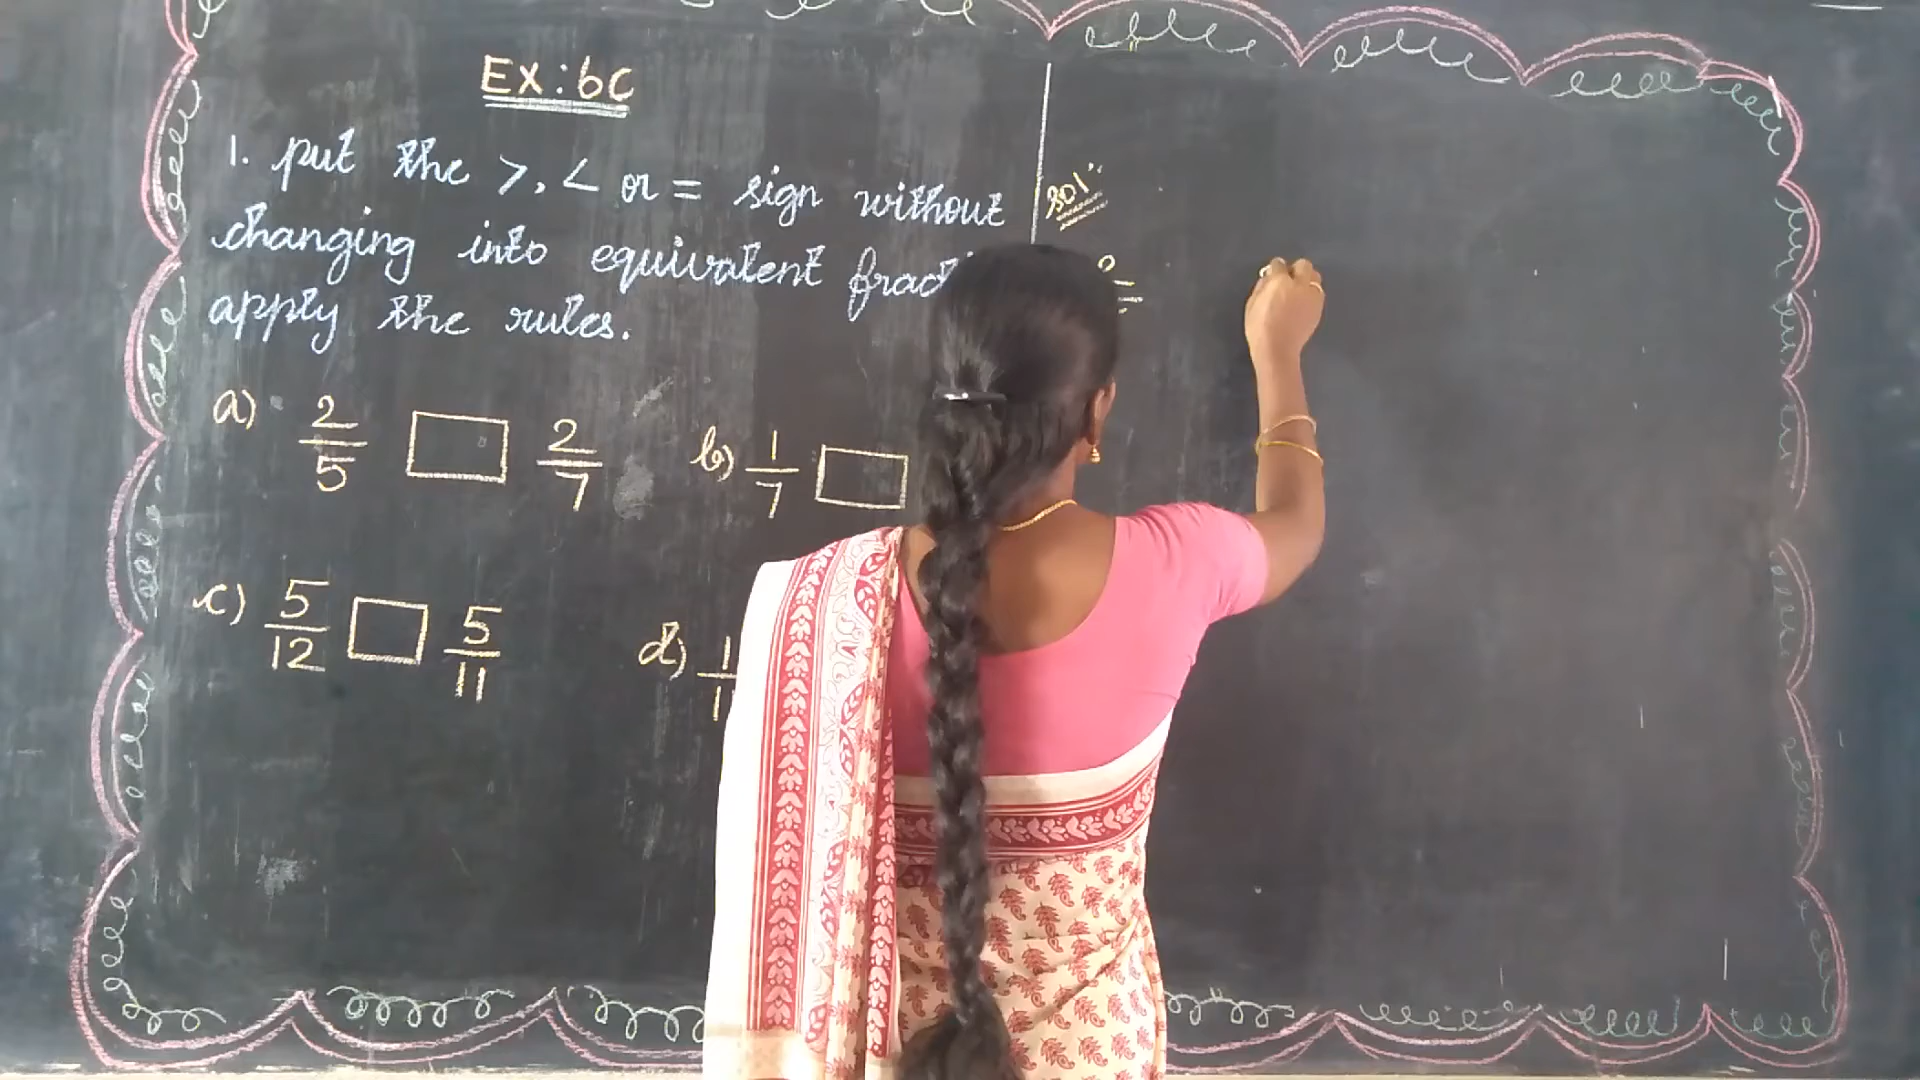 Ex:6C
1. put the >, < or = sign without
changing into equivalent
apply the rules.
a) 2/5 □ 2/7 b) 1/7 □
c) 5/12 □ 5/11 d)
Sol: